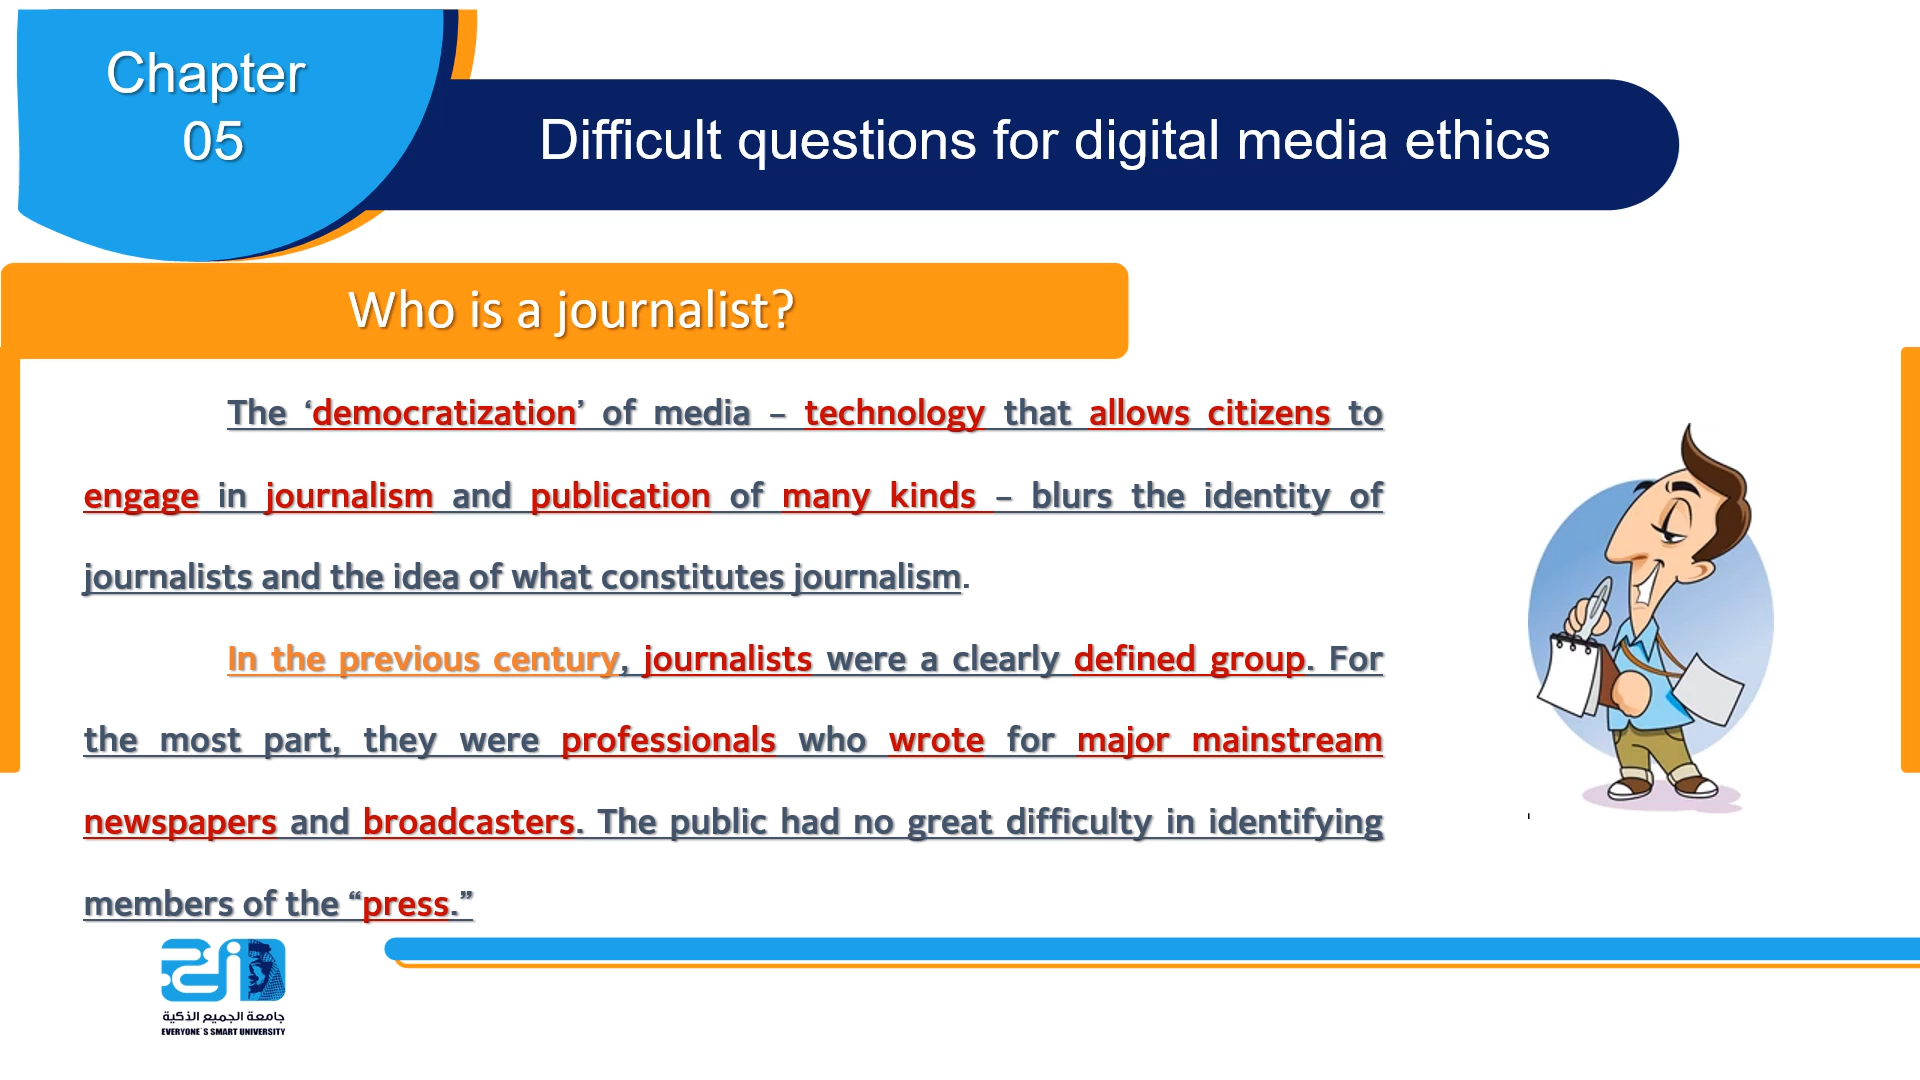 Chapter
05
Difficult questions for digital media ethics
Who is a journalist?
The ‘democratization’ of media – technology that allows citizens to
engage in journalism and publication of many kinds – blurs the identity of
journalists and the idea of what constitutes journalism.
In the previous century, journalists were a clearly defined group. For
the most part, they were professionals who wrote for major mainstream
newspapers and broadcasters. The public had no great difficulty in identifying
members of the “press.”
جامعة الجميع الذكية
EVERYONE`S SMART UNIVERSITY